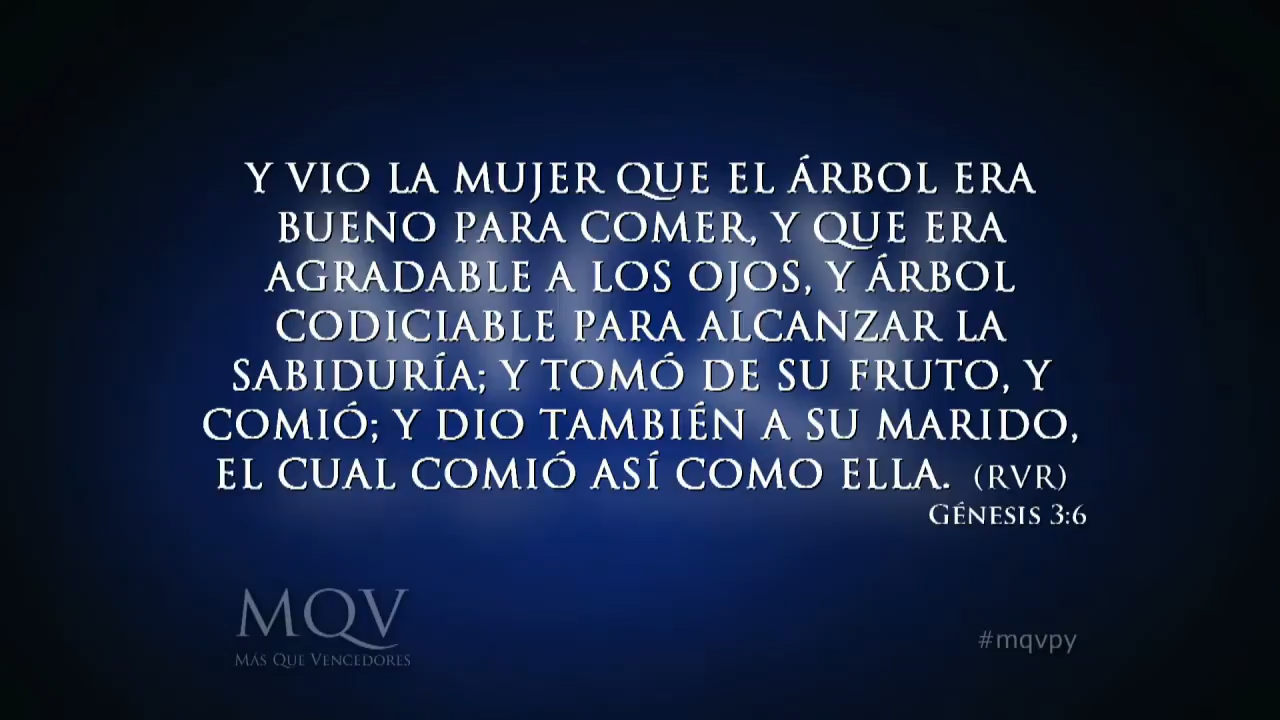 Y VIO LA MUJER QUE EL ÁRBOL ERA
BUENO PARA COMER, Y QUE ERA
AGRADABLE A LOS OJOS, Y ÁRBOL
CODICIABLE PARA ALCANZAR LA
SABIDURÍA; Y TOMÓ DE SU FRUTO, Y
COMIÓ; Y DIO TAMBIÉN A SU MARIDO,
EL CUAL COMIÓ ASÍ COMO ELLA. (RVR)
GÉNESIS 3:6
MQV
MÁS QUE VENCEDORES
#mqvpy